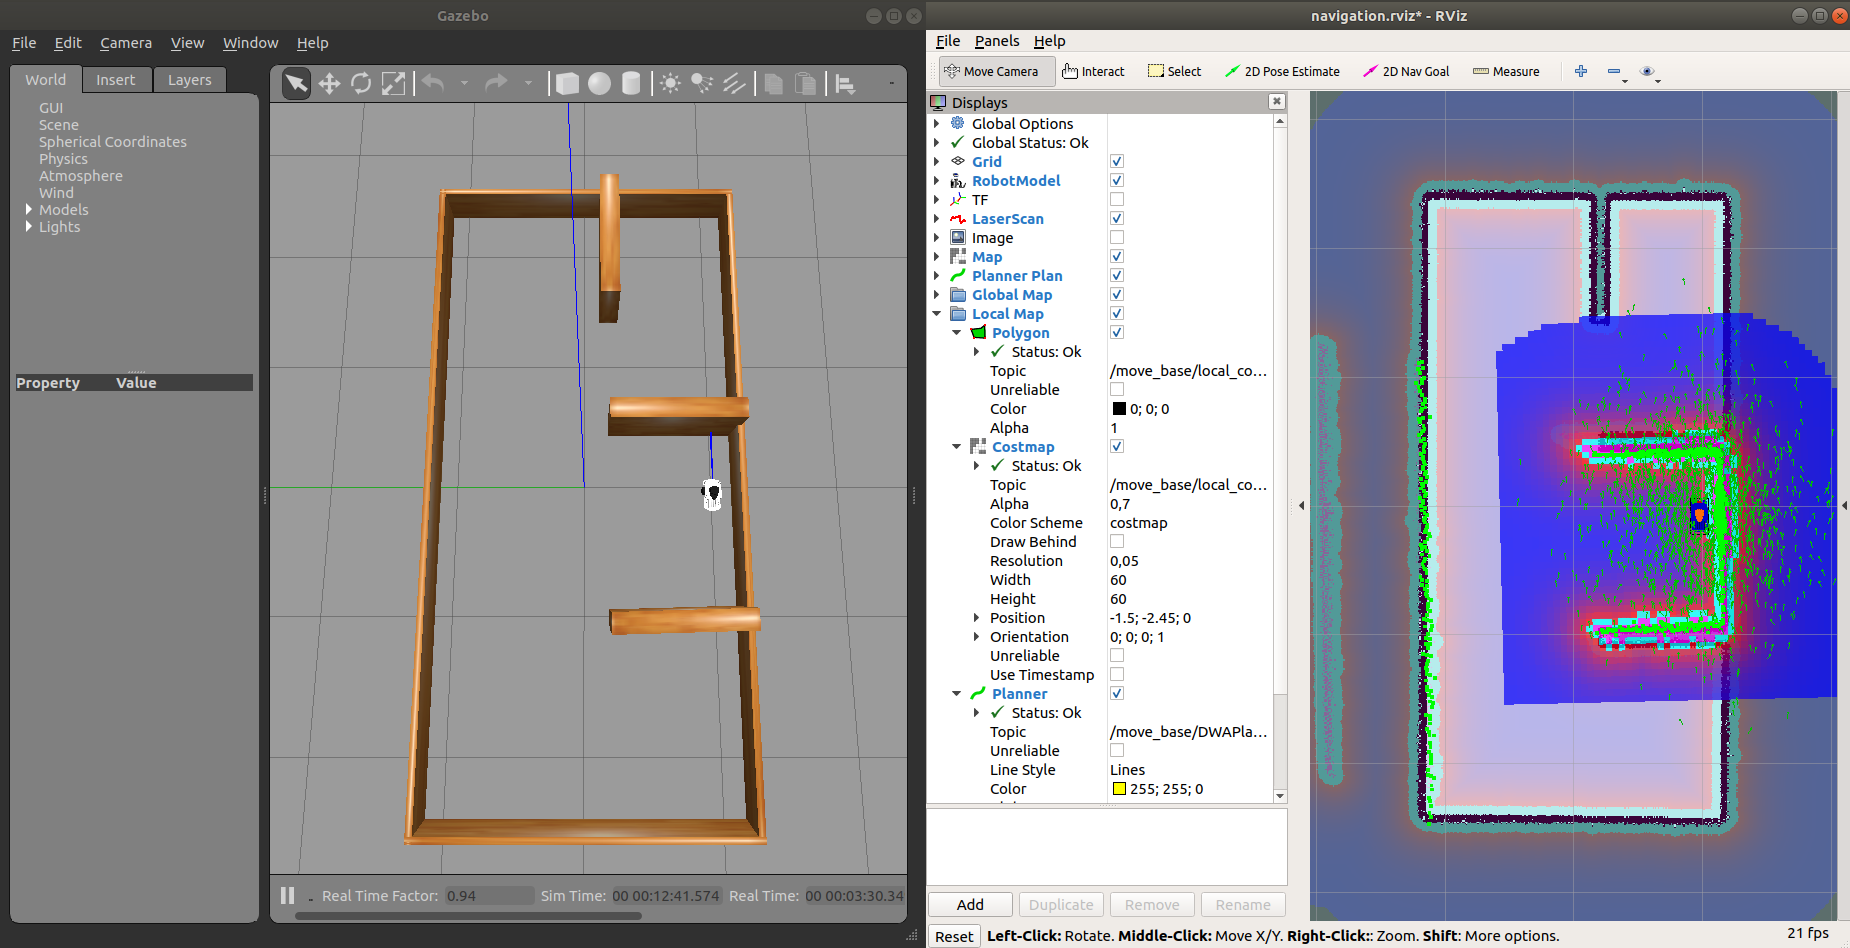 Gazebo
File Edit Camera View Window Help
World Insert Layers
GUI
Scene
Spherical Coordinates
Physics
Atmosphere
Wind
Models
Lights
Property Value
Real Time Factor: 0.94 Sim Time: 00 00:12:41.574 Real Time: 00 00:03:30.34
navigation.rviz* - RViz
File Panels Help
Move Camera Interact Select 2D Pose Estimate 2D Nav Goal Measure
Displays
Global Options
Global Status: Ok
Grid
RobotModel
TF
LaserScan
Image
Map
Planner Plan
Global Map
Local Map
Polygon
Status: Ok
Topic /move_base/local_co...
Unreliable
Color 0; 0; 0
Alpha 1
Costmap
Status: Ok
Topic /move_base/local_co...
Alpha 0,7
Color Scheme costmap
Draw Behind
Resolution 0,05
Width 60
Height 60
Position -1.5; -2.45; 0
Orientation 0; 0; 0; 1
Unreliable
Use Timestamp
Planner
Status: Ok
Topic /move_base/DWAPla...
Unreliable
Line Style Lines
Color 255; 255; 0
Add Duplicate Remove Rename
Reset Left-Click: Rotate. Middle-Click: Move X/Y. Right-Click:: Zoom. Shift: More options. 21 fps